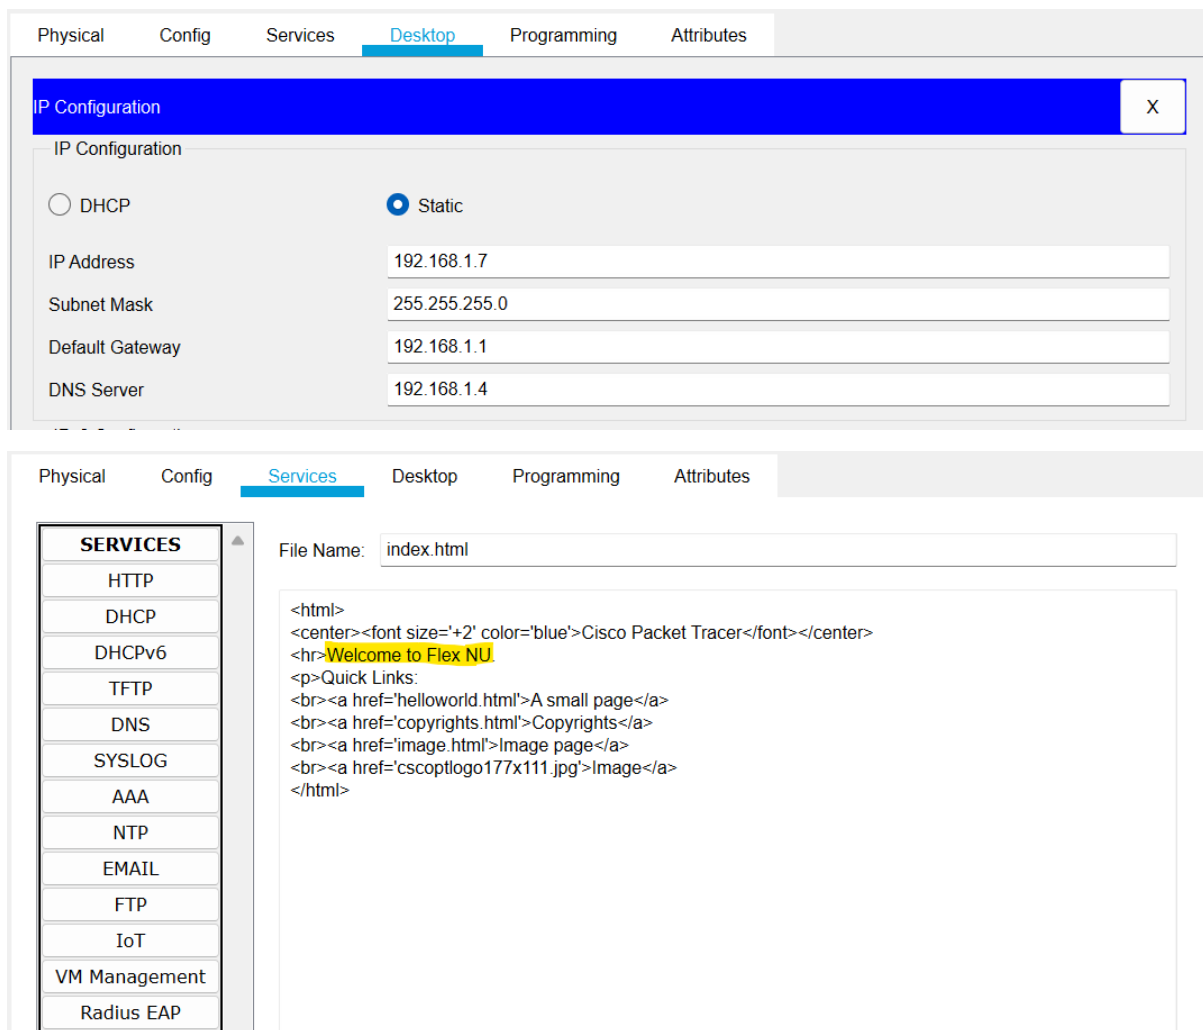 Physical Config Services Desktop Programming Attributes
IP Configuration X
IP Configuration
DHCP Static
IP Address 192.168.1.7
Subnet Mask 255.255.255.0
Default Gateway 192.168.1.1
DNS Server 192.168.1.4
Physical Config Services Desktop Programming Attributes
SERVICES
HTTP
DHCP
DHCPv6
TFTP
DNS
SYSLOG
AAA
NTP
EMAIL
FTP
IoT
VM Management
Radius EAP
File Name: index.html
<html>
<center><font size='+2' color='blue'>Cisco Packet Tracer</font></center>
<hr>Welcome to Flex NU.
<p>Quick Links:
<br><a href='helloworld.html'>A small page</a>
<br><a href='copyrights.html'>Copyrights</a>
<br><a href='image.html'>Image page</a>
<br><a href='cscoptlogo177x111.jpg'>Image</a>
</html>